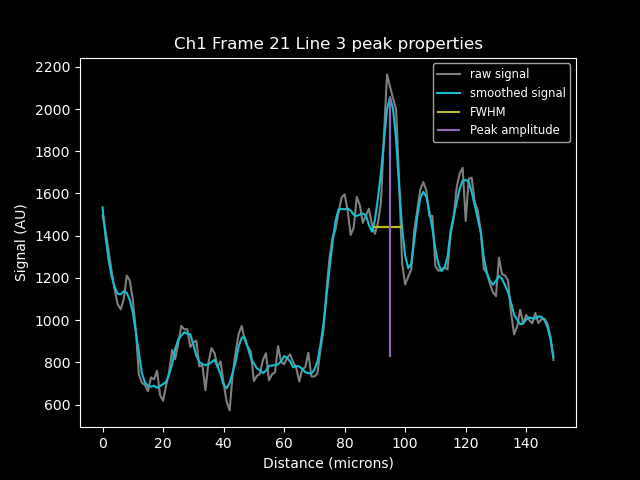 Ch1 Frame 21 Line 3 peak properties
raw signal
smoothed signal
FWHM
Peak amplitude
2200
2000
1800
1600
1400
1200
1000
800
600
Signal (AU)
0 20 40 60 80 100 120 140
Distance (microns)